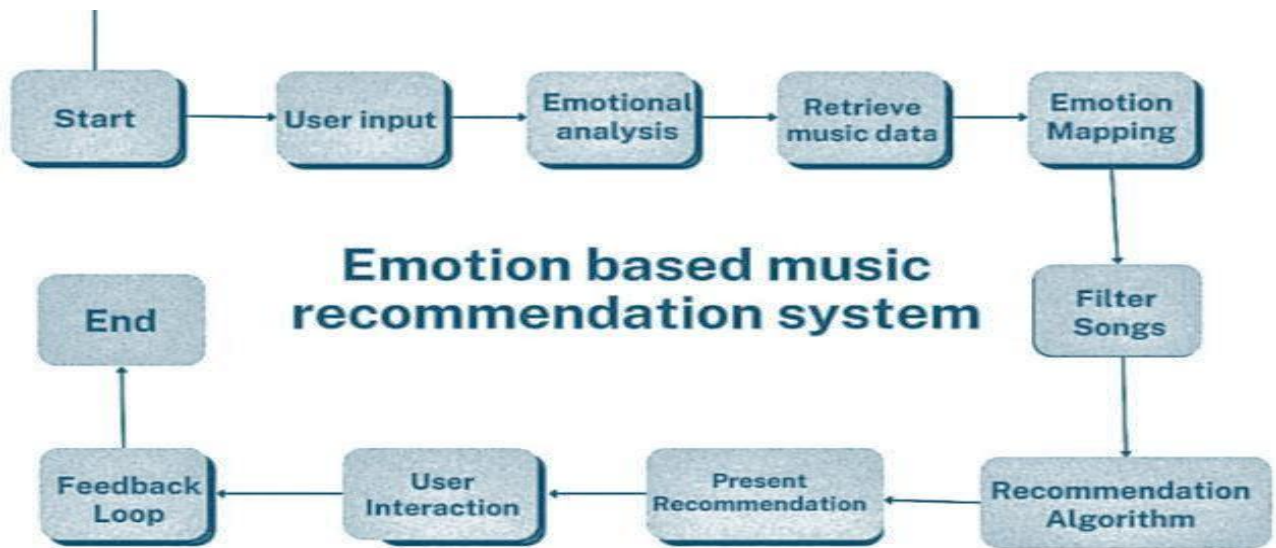 Start
User input
Emotional
analysis
Retrieve
music data
Emotion
Mapping
Emotion based music
recommendation system
Filter
Songs
End
Recommendation
Algorithm
Present
Recommendation
User
Interaction
Feedback
Loop